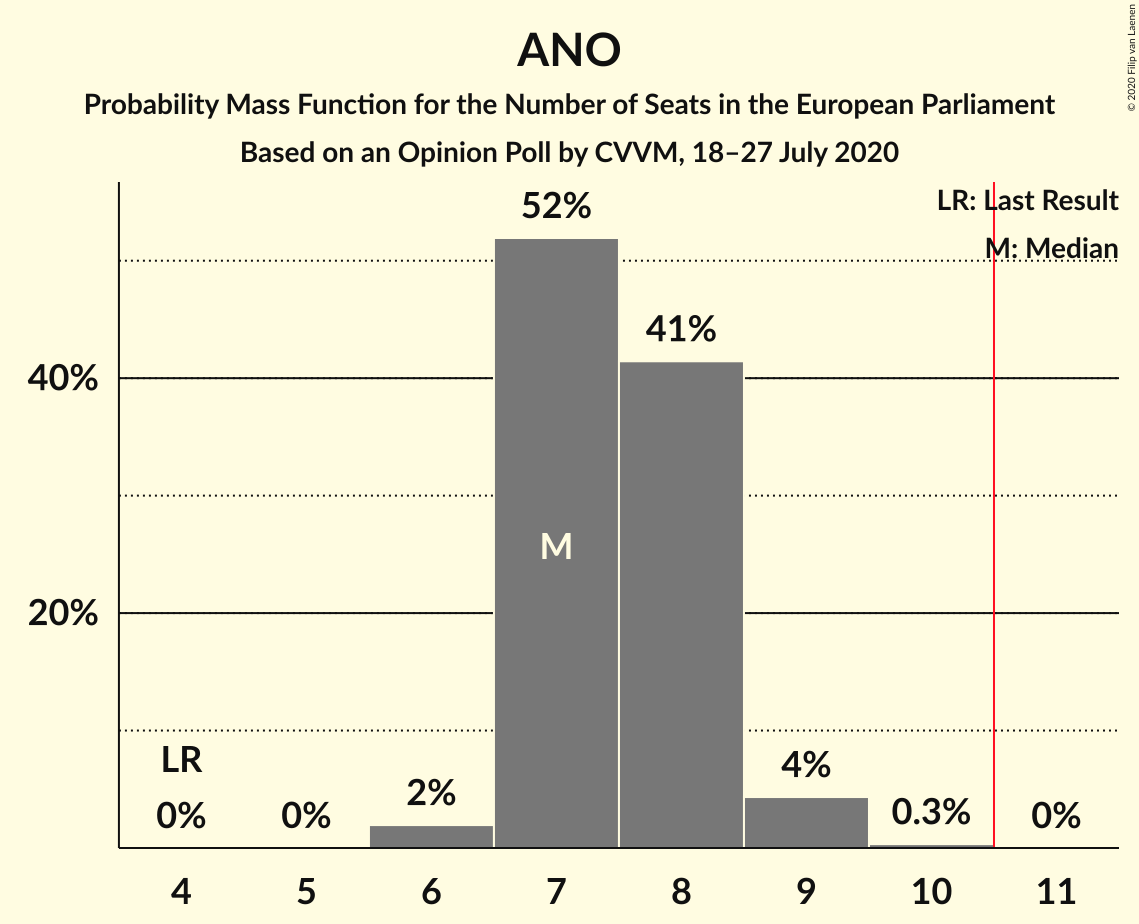 ANO
Probability Mass Function for the Number of Seats in the European Parliament
Based on an Opinion Poll by CVVM, 18–27 July 2020
© 2020 Filip van Laenen
LR: Last Result
M: Median
52%
41%
40%
M
20%
LR
0%
0%
2%
4%
0.3%
0%
4
5
6
7
8
9
10
11